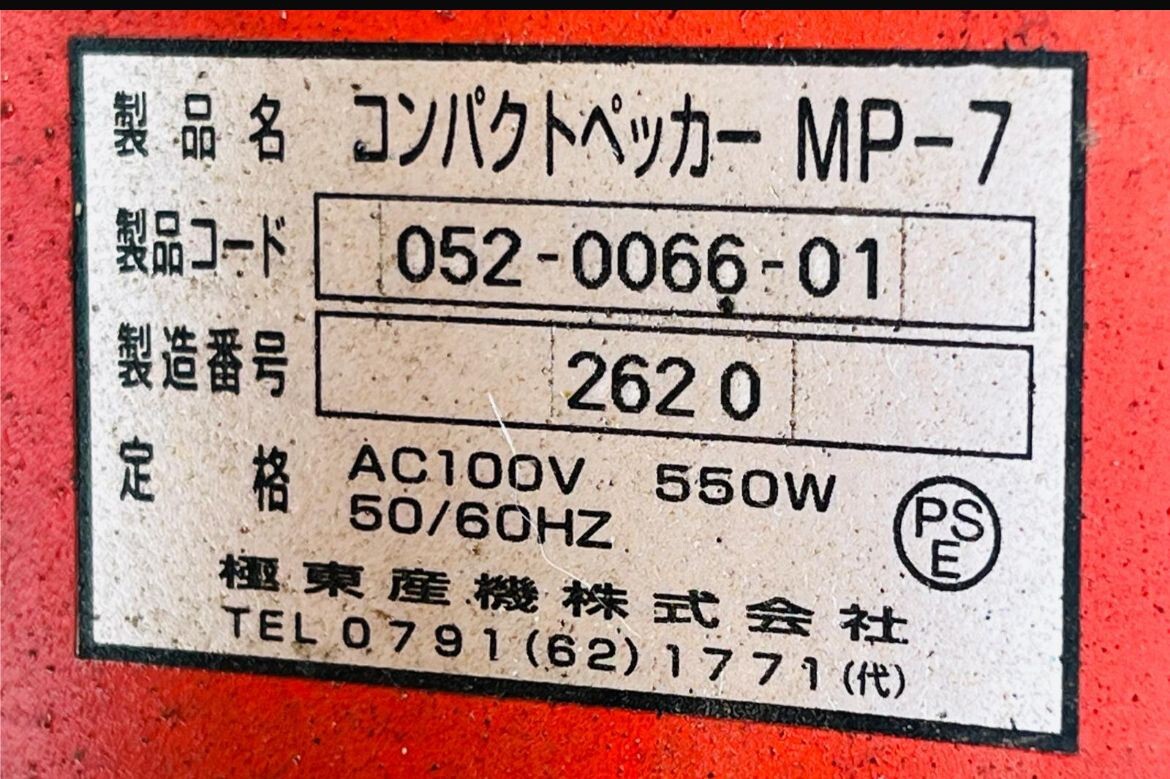 製品名 コンパクトペッカー MP-7
製品コード 052-0066-01
製造番号 2620
定格 AC100V 550W
50/60HZ
PSE
極東産機株式会社
TEL 0791(62)1771(代)